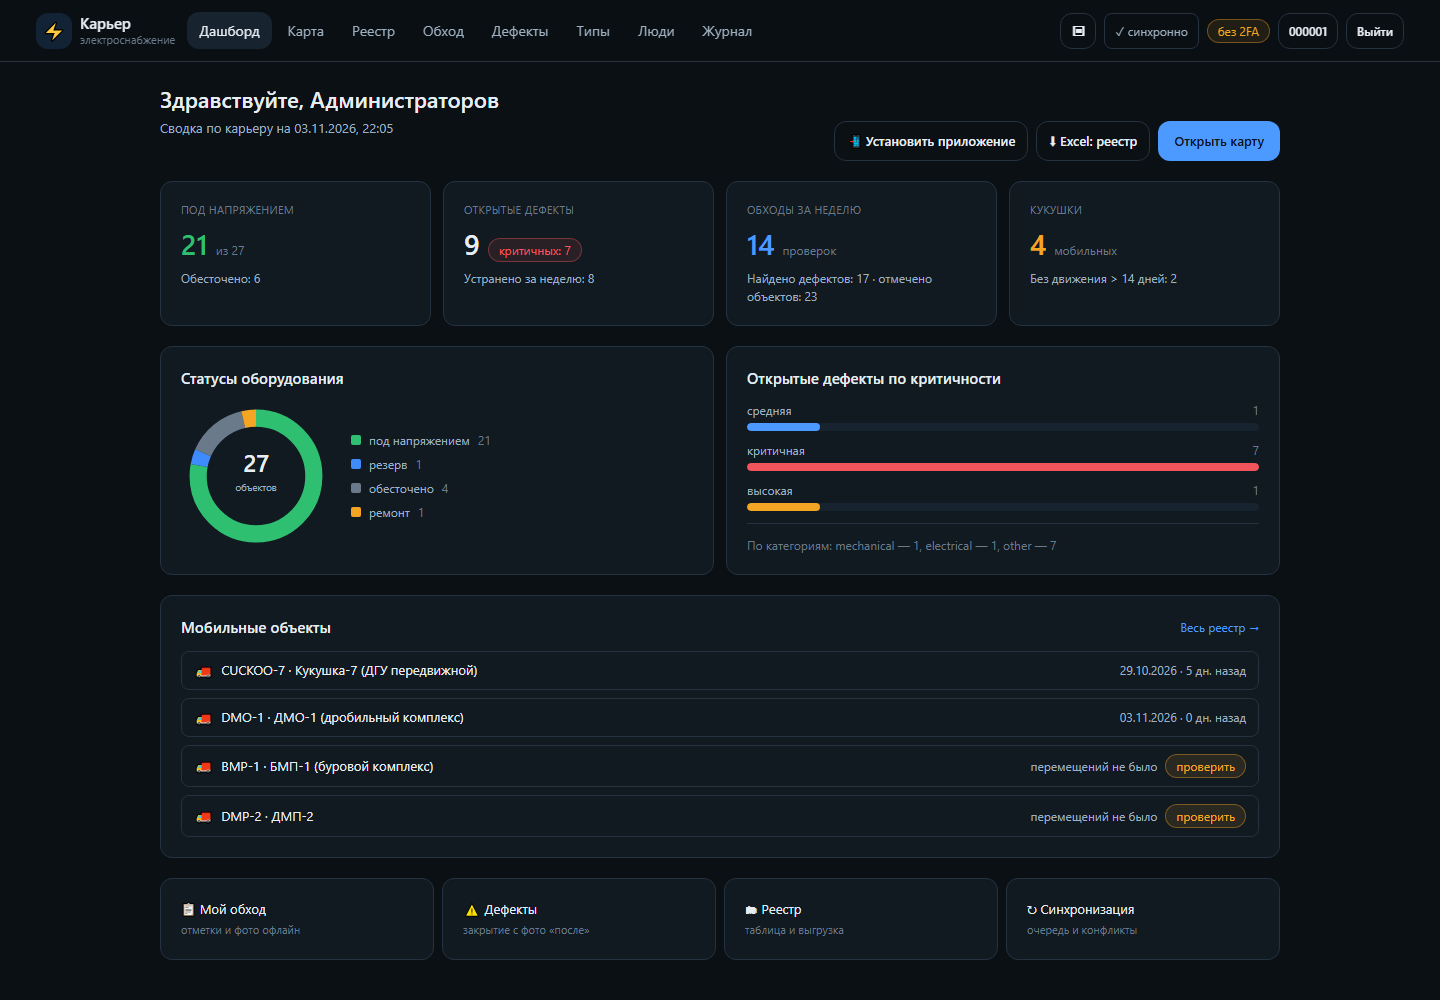 Карьер
электроснабжение
Дашборд
Карта
Реестр
Обход
Дефекты
Типы
Люди
Журнал
✓ синхронно
без 2FA
000001
Выйти
Здравствуйте, Администраторов
Сводка по карьеру на 03.11.2026, 22:05
Установить приложение
⬇ Excel: реестр
Открыть карту
ПОД НАПРЯЖЕНИЕМ
21 из 27
Обесточено: 6
ОТКРЫТЫЕ ДЕФЕКТЫ
9 критичных: 7
Устранено за неделю: 8
ОБХОДЫ ЗА НЕДЕЛЮ
14 проверок
Найдено дефектов: 17 · отмечено
объектов: 23
КУКУШКИ
4 мобильных
Без движения > 14 дней: 2
Статусы оборудования
27
объектов
под напряжением 21
резерв 1
обесточено 4
ремонт 1
Открытые дефекты по критичности
средняя 1
критичная 7
высокая 1
По категориям: mechanical — 1, electrical — 1, other — 7
Мобильные объекты
Весь реестр →
CUCKOO-7 · Кукушка-7 (ДГУ передвижной) 29.10.2026 · 5 дн. назад
DMO-1 · ДМО-1 (дробильный комплекс) 03.11.2026 · 0 дн. назад
BMP-1 · БМП-1 (буровой комплекс) перемещений не было проверить
DMP-2 · ДМП-2 перемещений не было проверить
Мой обход
отметки и фото офлайн
Дефекты
закрытие с фото «после»
Реестр
таблица и выгрузка
↻ Синхронизация
очередь и конфликты